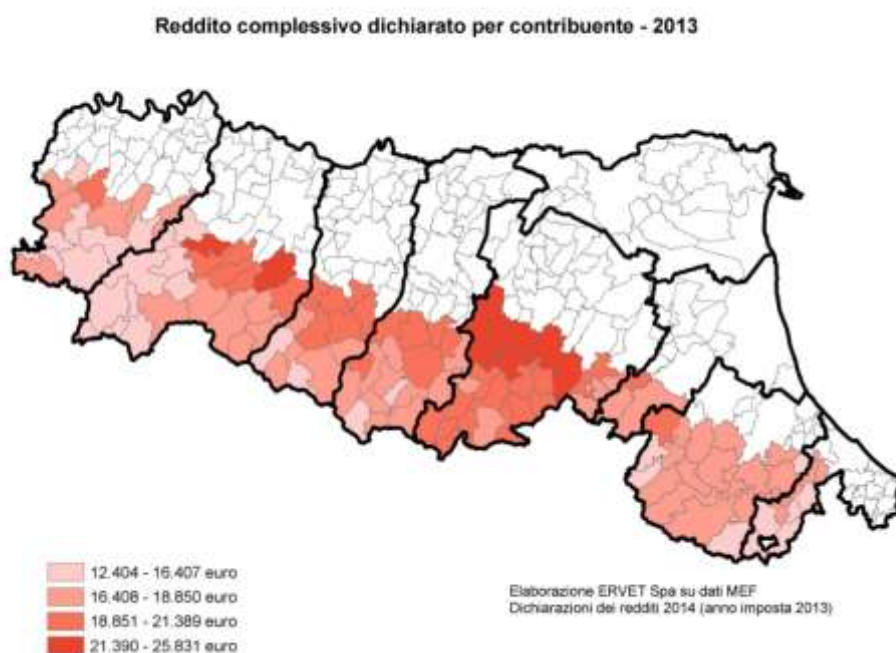 Reddito complessivo dichiarato per contribuente - 2013
12.404 - 16.407 euro
16.408 - 18.850 euro
18.851 - 21.389 euro
21.390 - 25.831 euro
Elaborazione ERVET Spa su dati MEF
Dichiarazioni dei redditi 2014 (anno imposta 2013)